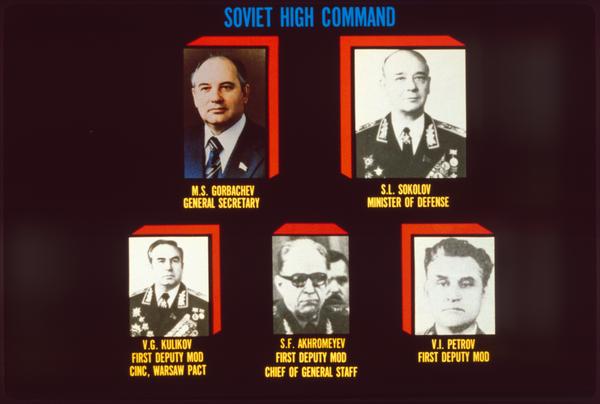 SOVIET HIGH COMMAND
M.S. GORBACHEV
GENERAL SECRETARY
S.L. SOKOLOV
MINISTER OF DEFENSE
V.G. KULIKOV
FIRST DEPUTY MOD
CINC, WARSAW PACT
S.F. AKHROMEYEV
FIRST DEPUTY MOD
CHIEF OF GENERAL STAFF
V.I. PETROV
FIRST DEPUTY MOD